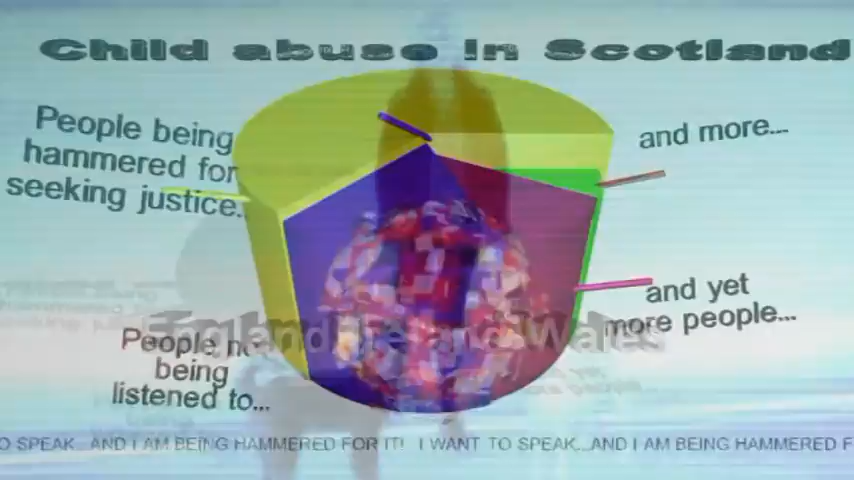 Child abuse in Scotland
People being
hammered for
seeking justice..
and more...
and yet
more people...
England Ireland Wales
People not
being
listened to...
O SPEAK...AND I AM BEING HAMMERED FOR IT! I WANT TO SPEAK...AND I AM BEING HAMMERED F